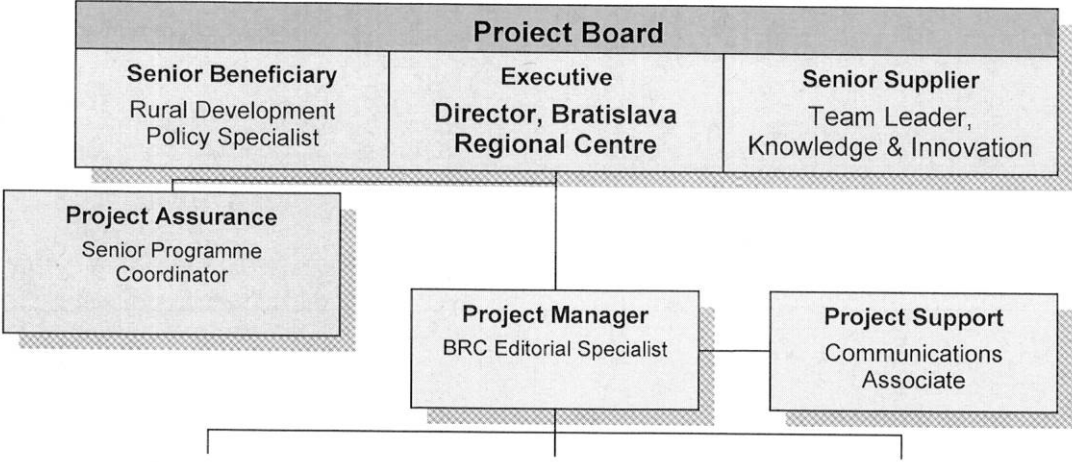 Project Board
Senior Beneficiary
Rural Development
Policy Specialist
Executive
Director, Bratislava
Regional Centre
Senior Supplier
Team Leader,
Knowledge & Innovation
Project Assurance
Senior Programme
Coordinator
Project Manager
BRC Editorial Specialist
Project Support
Communications
Associate